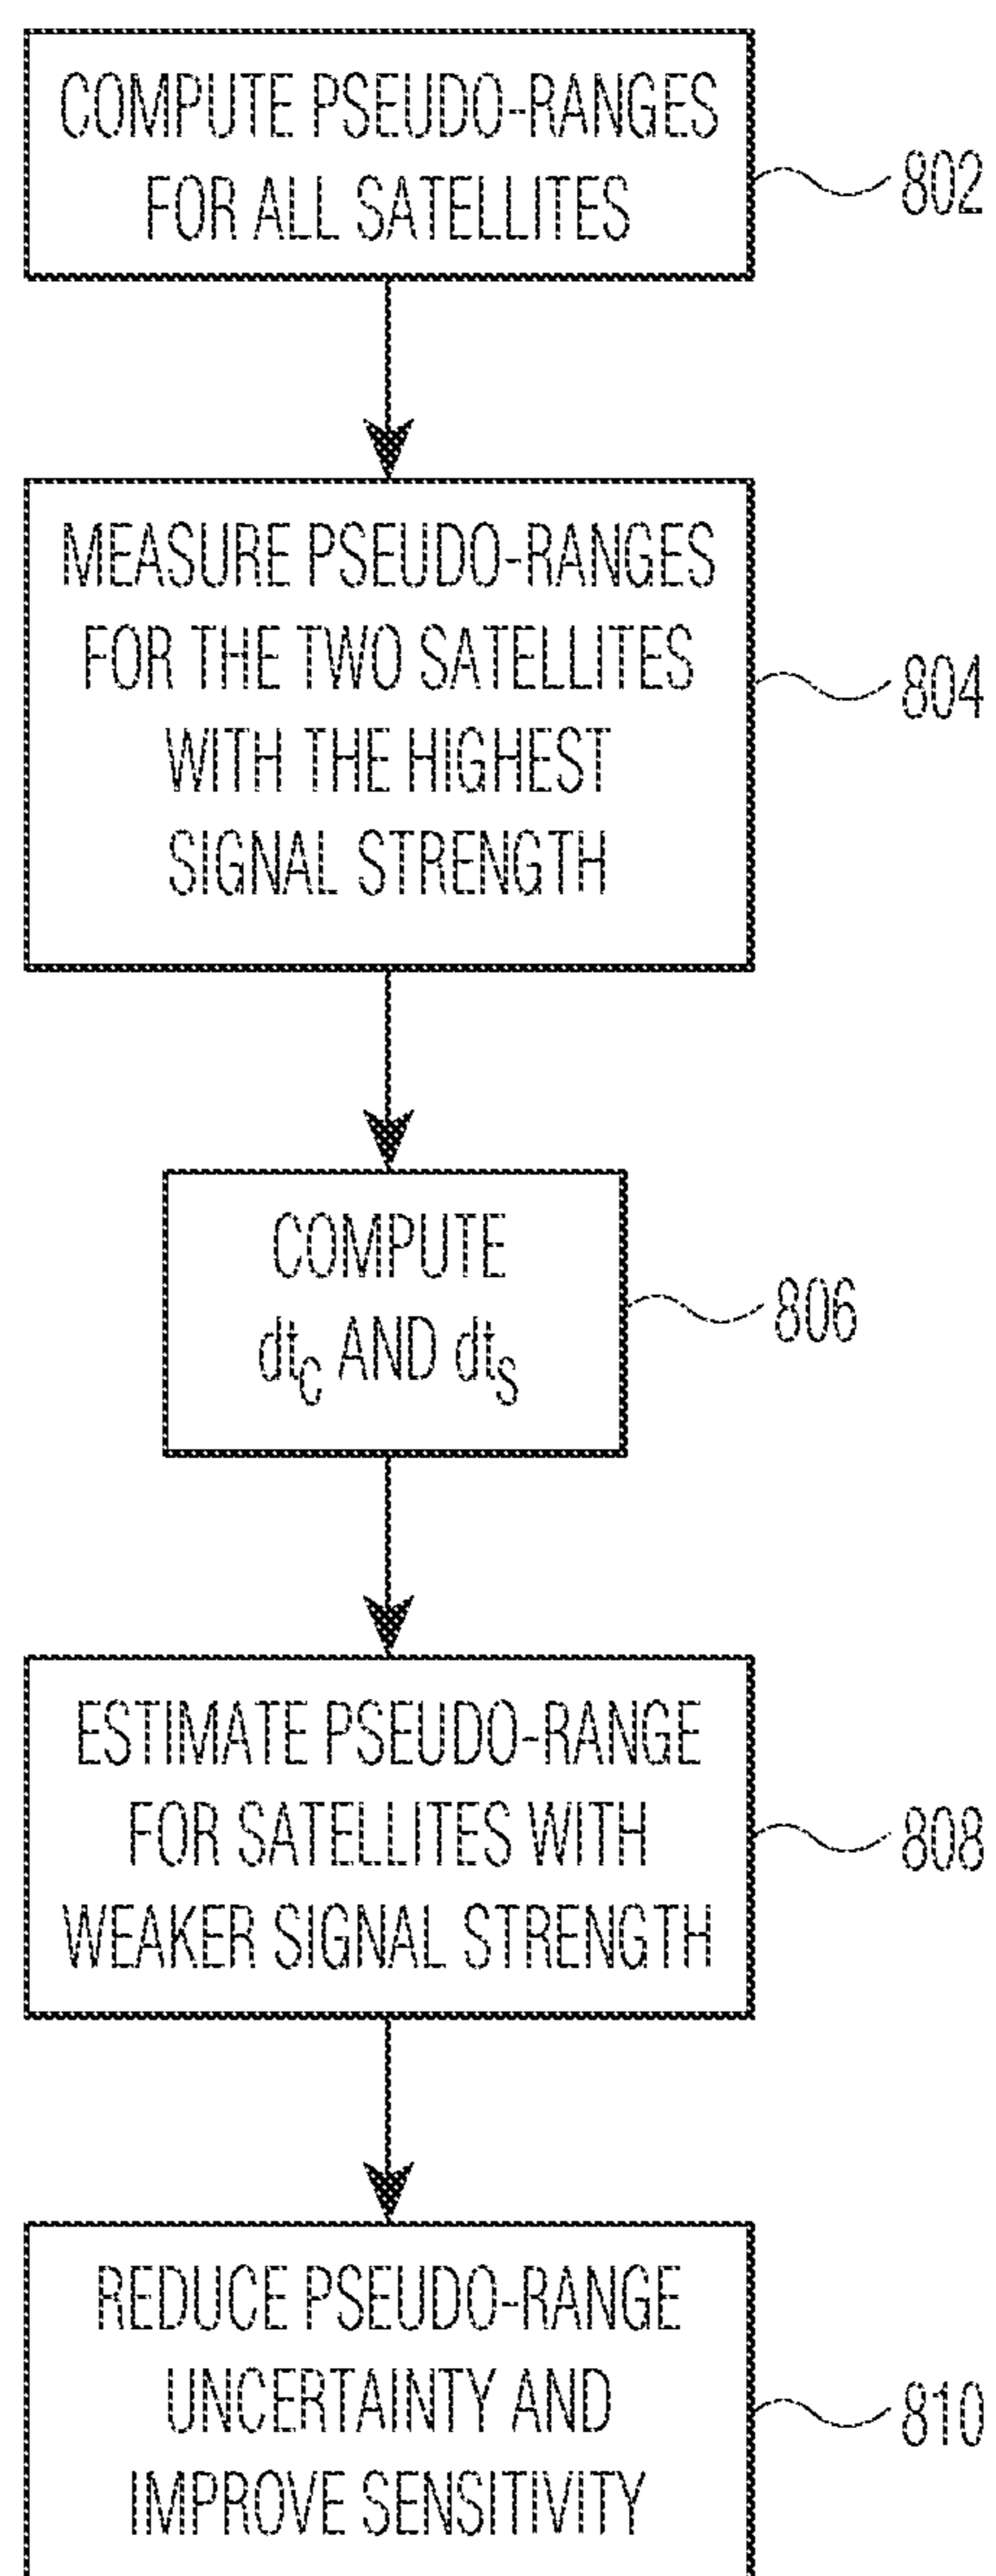 COMPUTE PSEUDO-RANGES
FOR ALL SATELLITES
802
MEASURE PSEUDO-RANGES
FOR THE TWO SATELLITES
WITH THE HIGHEST
SIGNAL STRENGTH
804
COMPUTE
dtC AND dtS
806
ESTIMATE PSEUDO-RANGE
FOR SATELLITES WITH
WEAKER SIGNAL STRENGTH
808
REDUCE PSEUDO-RANGE
UNCERTAINTY AND
IMPROVE SENSITIVITY
810